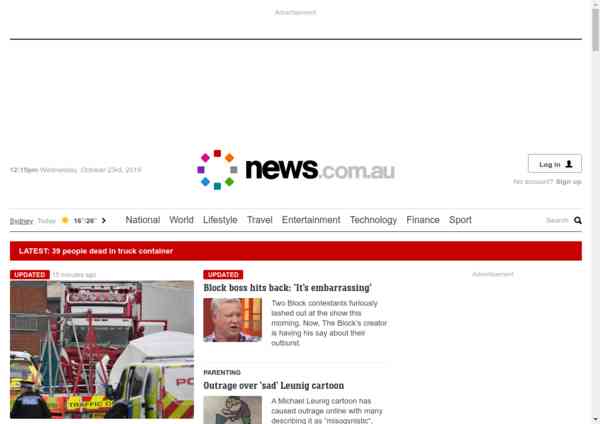 Advertisement
12:15pm Wednesday, October 23rd, 2019
news.com.au
Log in
No account? Sign up
Sydney Today 16°/26° >
National World Lifestyle Travel Entertainment Technology Finance Sport
Search
LATEST: 39 people dead in truck container
UPDATED 15 minutes ago
UPDATED
Block boss hits back: 'It's embarrassing'
Two Block contestants furiously
lashed out at the show this
morning. Now, The Block's creator
is having his say about their
outburst.
Advertisement
PARENTING
Outrage over 'sad' Leunig cartoon
A Michael Leunig cartoon has
caused outrage online with many
describing it as "misogynistic",
TRAFFIC
PO